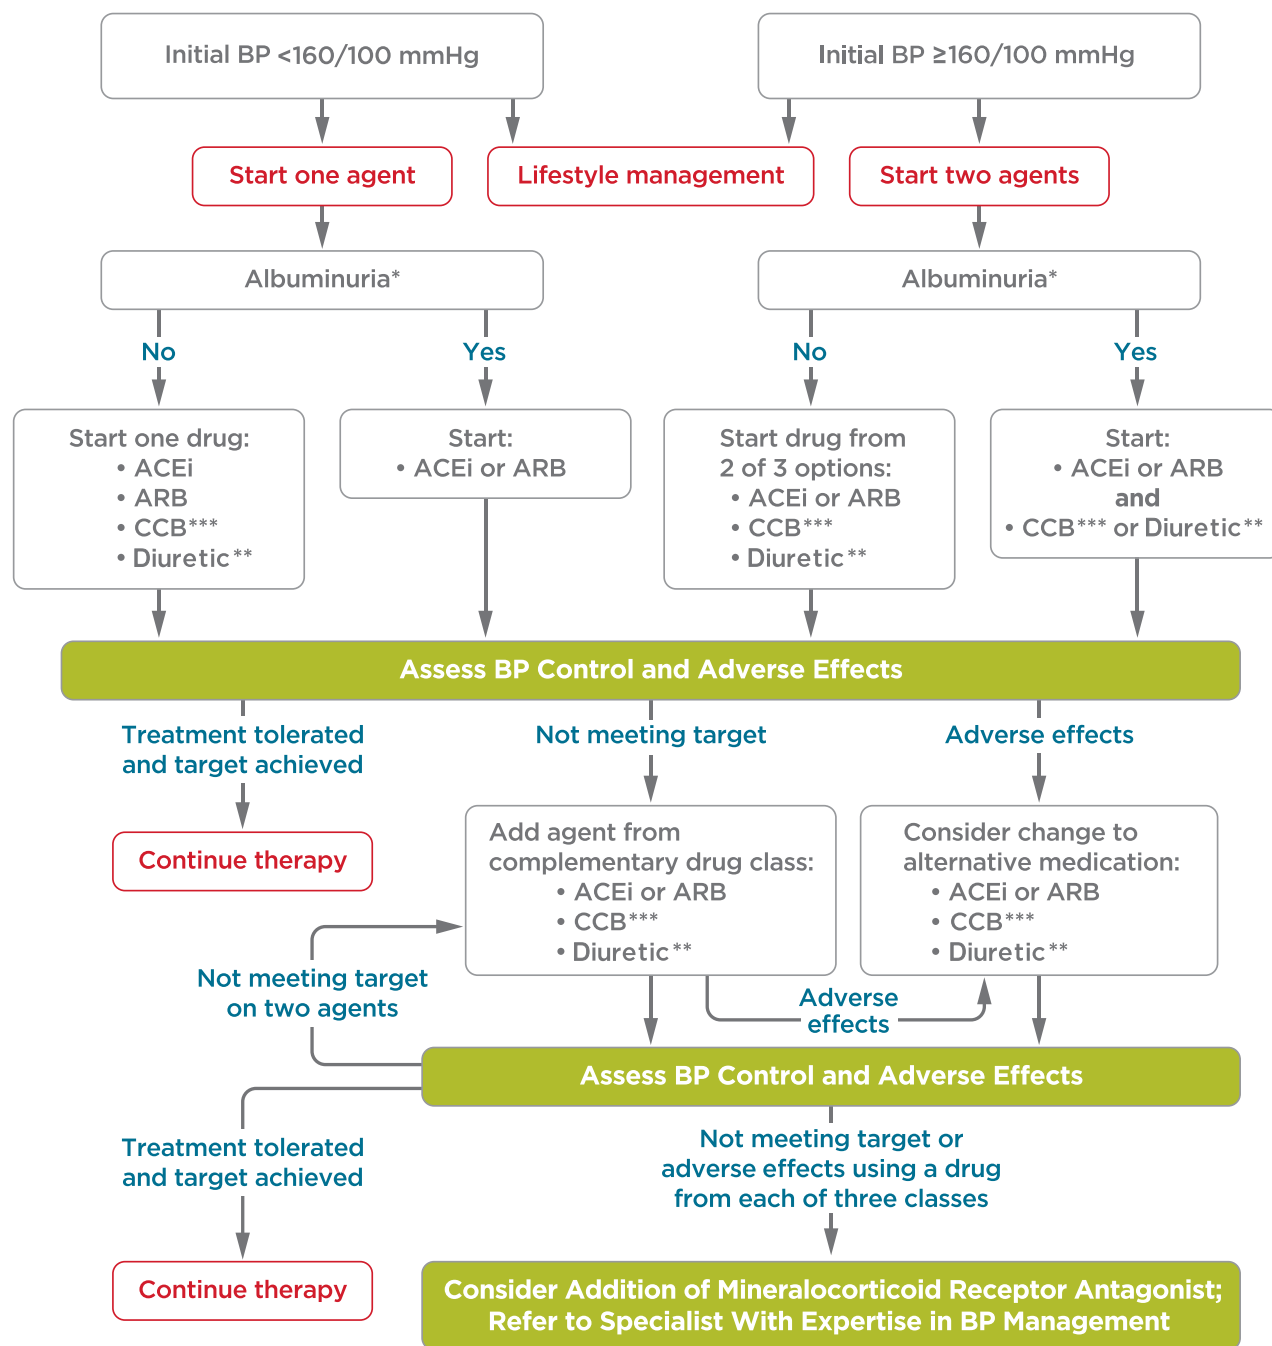 Initial BP <160/100 mmHg
Initial BP ≥160/100 mmHg
Start one agent
Lifestyle management
Start two agents
Albuminuria*
Albuminuria*
No
Yes
No
Yes
Start one drug:
• ACEi
• ARB
• CCB***
• Diuretic**
Start:
• ACEi or ARB
Start drug from
2 of 3 options:
• ACEi or ARB
• CCB***
• Diuretic**
Start:
• ACEi or ARB
and
• CCB*** or Diuretic**
Assess BP Control and Adverse Effects
Treatment tolerated
and target achieved
Not meeting target
Adverse effects
Continue therapy
Add agent from
complementary drug class:
• ACEi or ARB
• CCB***
• Diuretic**
Consider change to
alternative medication:
• ACEi or ARB
• CCB***
• Diuretic**
Not meeting target
on two agents
Adverse
effects
Assess BP Control and Adverse Effects
Treatment tolerated
and target achieved
Not meeting target or
adverse effects using a drug
from each of three classes
Continue therapy
Consider Addition of Mineralocorticoid Receptor Antagonist;
Refer to Specialist With Expertise in BP Management